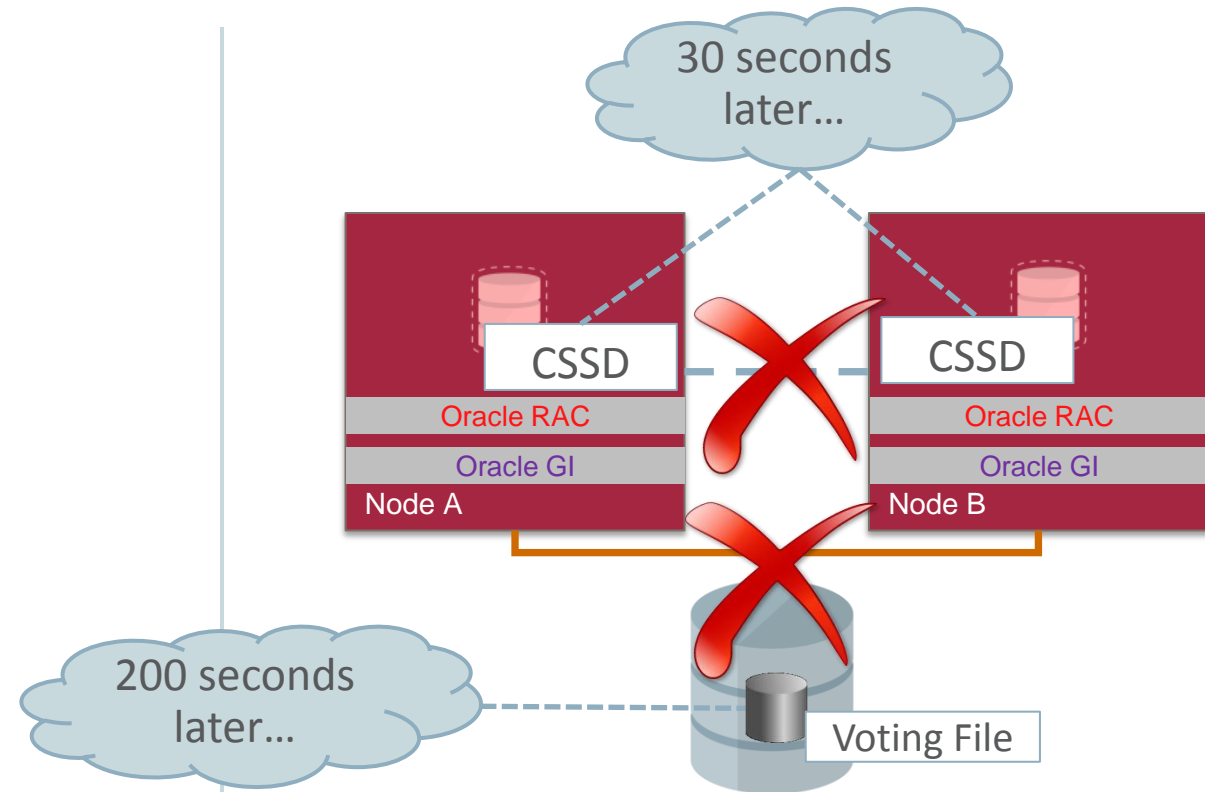 30 seconds
later…
CSSD
CSSD
Oracle RAC
Oracle RAC
Oracle GI
Oracle GI
Node A
Node B
200 seconds
later…
Voting File